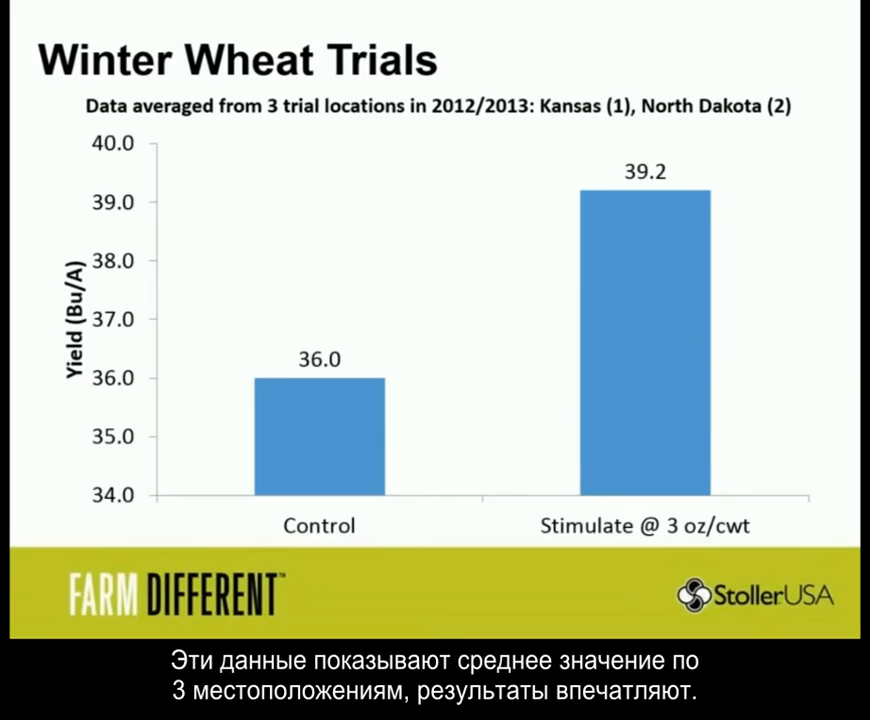 Winter Wheat Trials
Data averaged from 3 trial locations in 2012/2013: Kansas (1), North Dakota (2)
40.0
39.0
38.0
37.0
36.0
35.0
34.0
Yield (Bu/A)
36.0
39.2
Control
Stimulate @ 3 oz/cwt
FARM DIFFERENT™
StollerUSA
Эти данные показывают среднее значение по
3 местоположениям, результаты впечатляют.